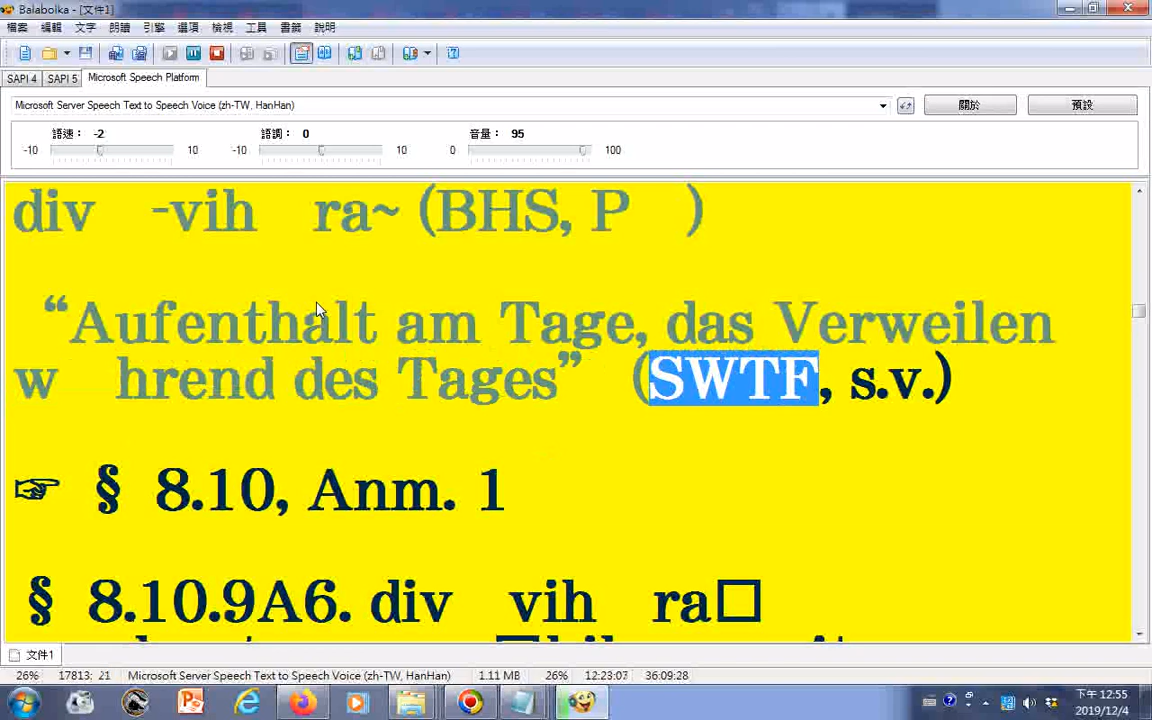 Balabolka - [文件1]
檔案 編輯 文字 朗讀 引擎 選項 檢視 工具 書籤 說明
SAPI 4 SAPI 5 Microsoft Speech Platform
Microsoft Server Speech Text to Speech Voice (zh-TW, HanHan) 關於 預設
語速： -2 語調： 0 音量： 95
-10 10 -10 10 0 100
div -vih ra~ (BHS, P )
“Aufenthalt am Tage, das Verweilen
w hrend des Tages” (SWTF, s.v.)
☞ § 8.10, Anm. 1
§ 8.10.9A6. div vih ra□
文件1
26% 17813: 21 Microsoft Server Speech Text to Speech Voice (zh-TW, HanHan) 1.11 MB 26% 12:23:07 36:09:28
下午 12:55
2019/12/4